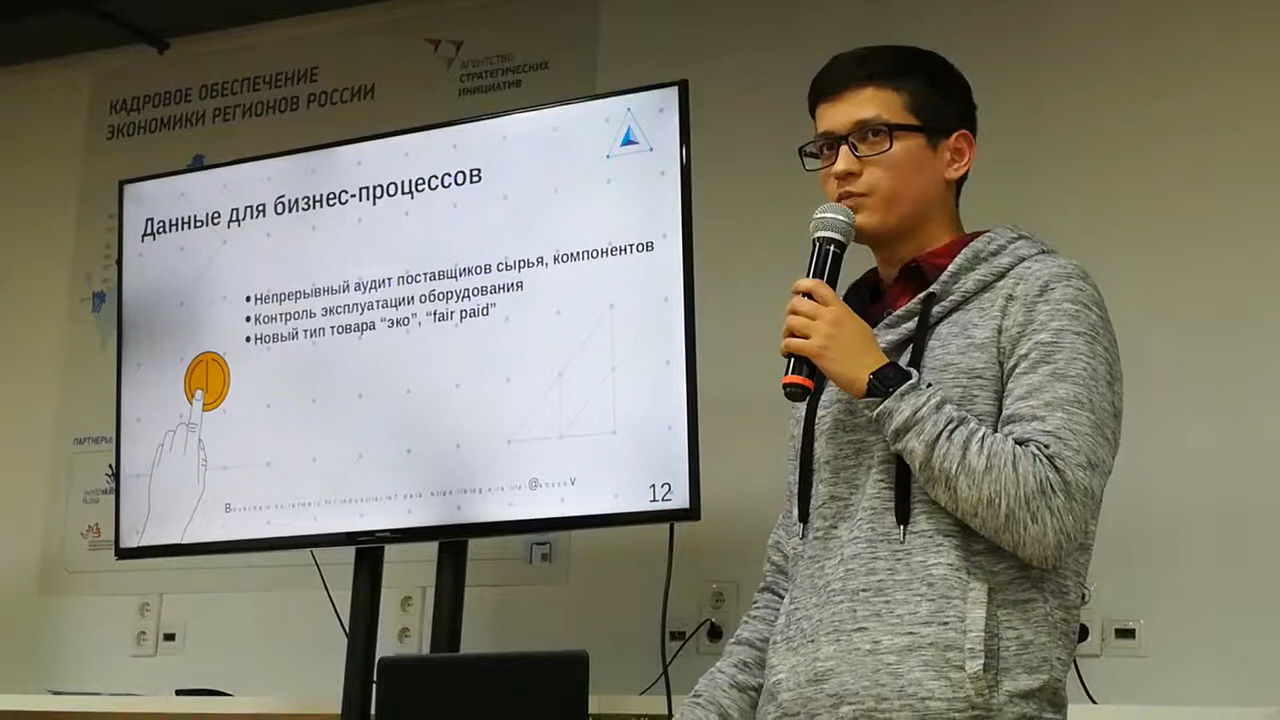 КАДРОВОЕ ОБЕСПЕЧЕНИЕ
ЭКОНОМИКИ РЕГИОНОВ РОССИИ
АГЕНТСТВО
СТРАТЕГИЧЕСКИХ
ИНИЦИАТИВ
Данные для бизнес-процессов
• Непрерывный аудит поставщиков сырья, компонентов
• Контроль эксплуатации оборудования
• Новый тип товара “эко”, “fair paid”
12
ПАРТНЕРЫ: